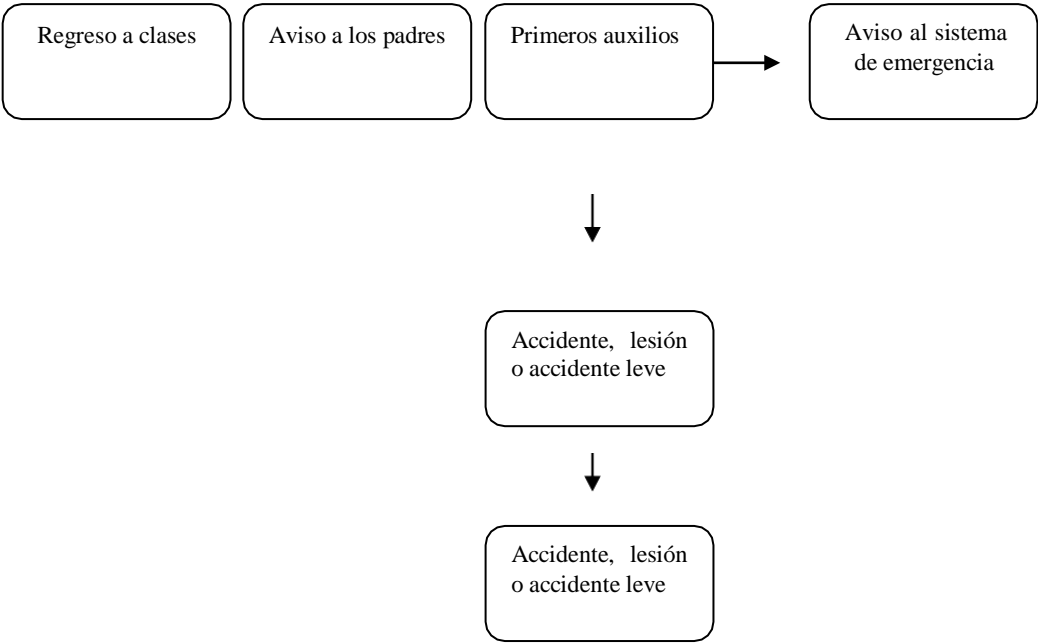 Regreso a clases
Aviso a los padres
Primeros auxilios
Aviso al sistema
de emergencia
Accidente, lesión
o accidente leve
Accidente, lesión
o accidente leve